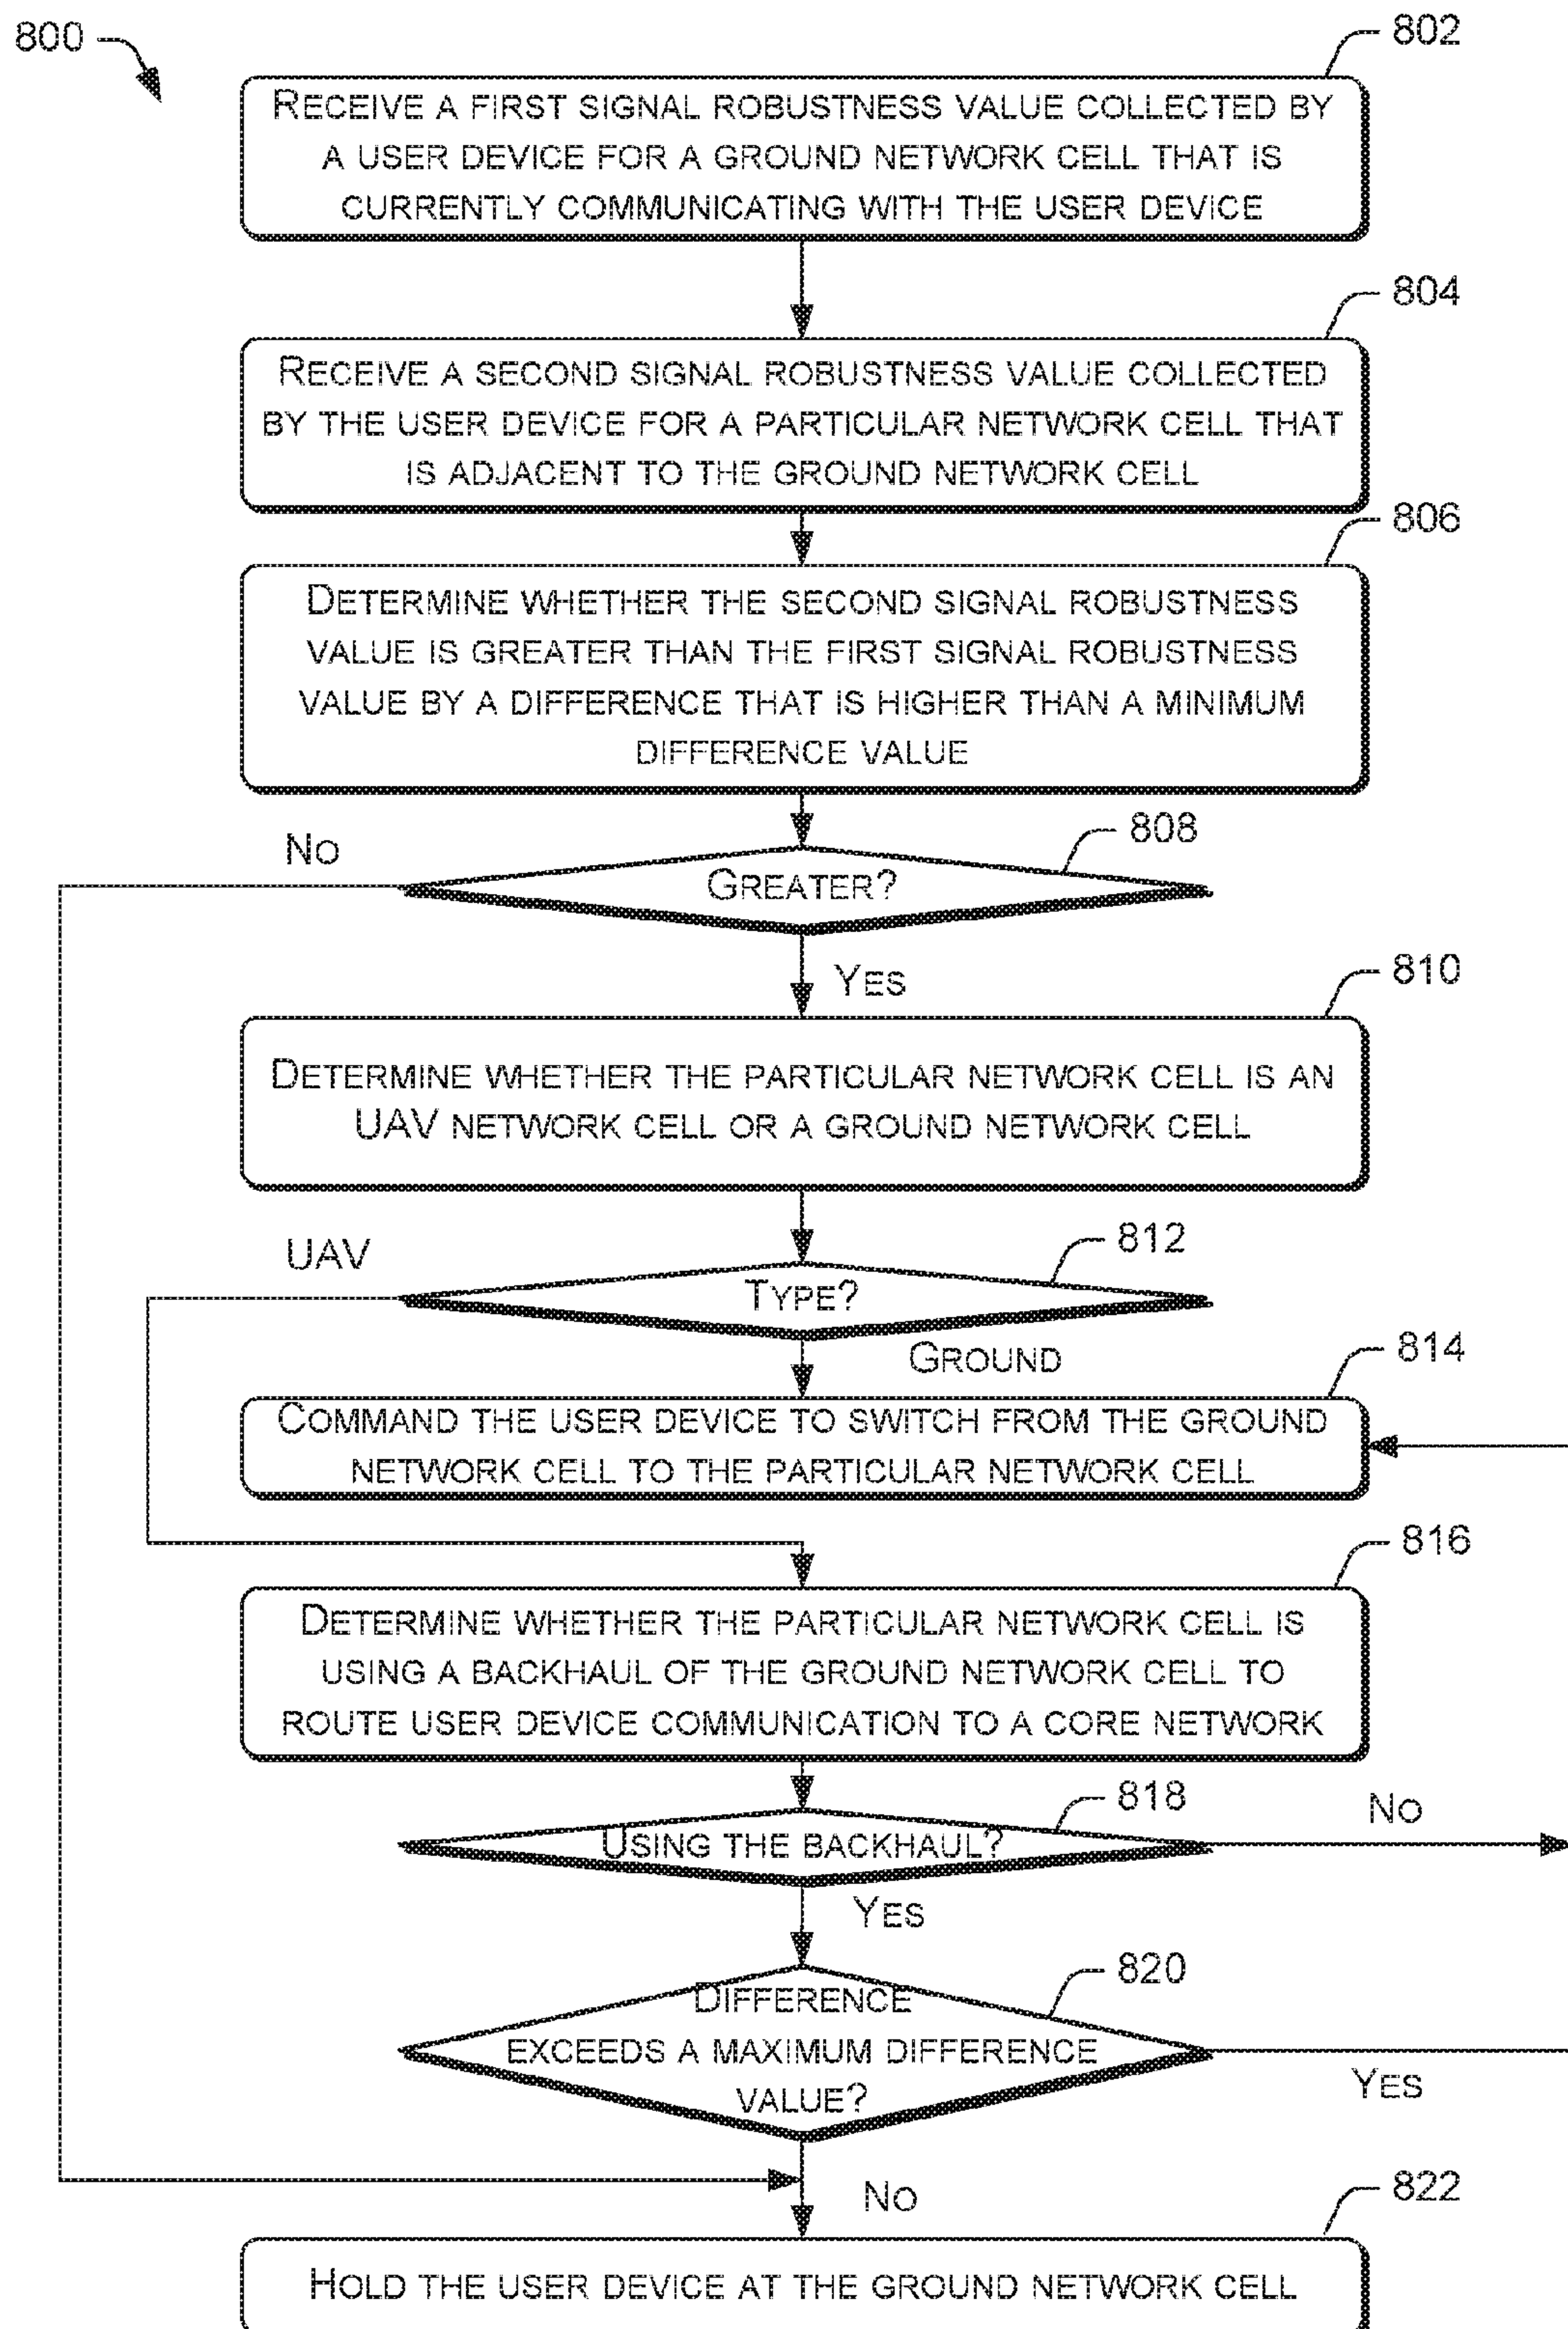 800
802
RECEIVE A FIRST SIGNAL ROBUSTNESS VALUE COLLECTED BY
A USER DEVICE FOR A GROUND NETWORK CELL THAT IS
CURRENTLY COMMUNICATING WITH THE USER DEVICE
804
RECEIVE A SECOND SIGNAL ROBUSTNESS VALUE COLLECTED
BY THE USER DEVICE FOR A PARTICULAR NETWORK CELL THAT
IS ADJACENT TO THE GROUND NETWORK CELL
806
DETERMINE WHETHER THE SECOND SIGNAL ROBUSTNESS
VALUE IS GREATER THAN THE FIRST SIGNAL ROBUSTNESS
VALUE BY A DIFFERENCE THAT IS HIGHER THAN A MINIMUM
DIFFERENCE VALUE
808
NO
GREATER?
YES
810
DETERMINE WHETHER THE PARTICULAR NETWORK CELL IS AN
UAV NETWORK CELL OR A GROUND NETWORK CELL
812
UAV
TYPE?
GROUND
814
COMMAND THE USER DEVICE TO SWITCH FROM THE GROUND
NETWORK CELL TO THE PARTICULAR NETWORK CELL
816
DETERMINE WHETHER THE PARTICULAR NETWORK CELL IS
USING A BACKHAUL OF THE GROUND NETWORK CELL TO
ROUTE USER DEVICE COMMUNICATION TO A CORE NETWORK
818
NO
USING THE BACKHAUL?
YES
820
DIFFERENCE
EXCEEDS A MAXIMUM DIFFERENCE
VALUE?
YES
NO
822
HOLD THE USER DEVICE AT THE GROUND NETWORK CELL